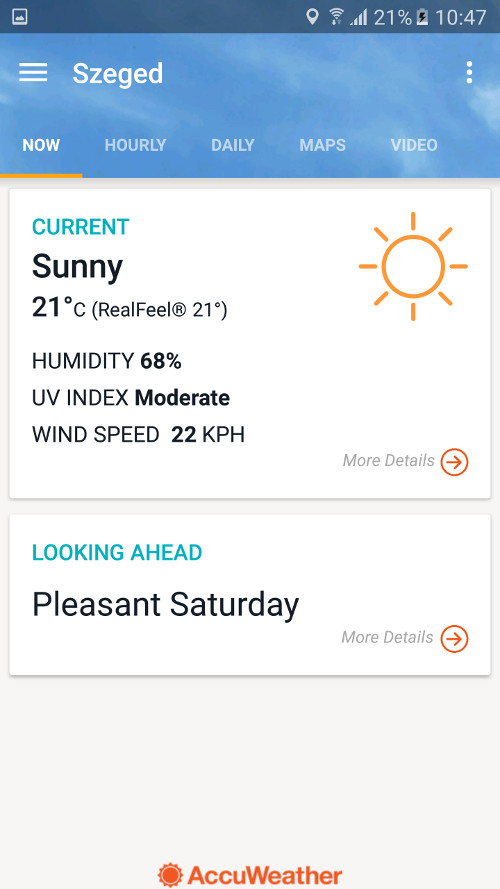 21% 10:47
Szeged
NOW HOURLY DAILY MAPS VIDEO
CURRENT
Sunny
21°C (RealFeel® 21°)
HUMIDITY 68%
UV INDEX Moderate
WIND SPEED 22 KPH
More Details
LOOKING AHEAD
Pleasant Saturday
More Details
AccuWeather